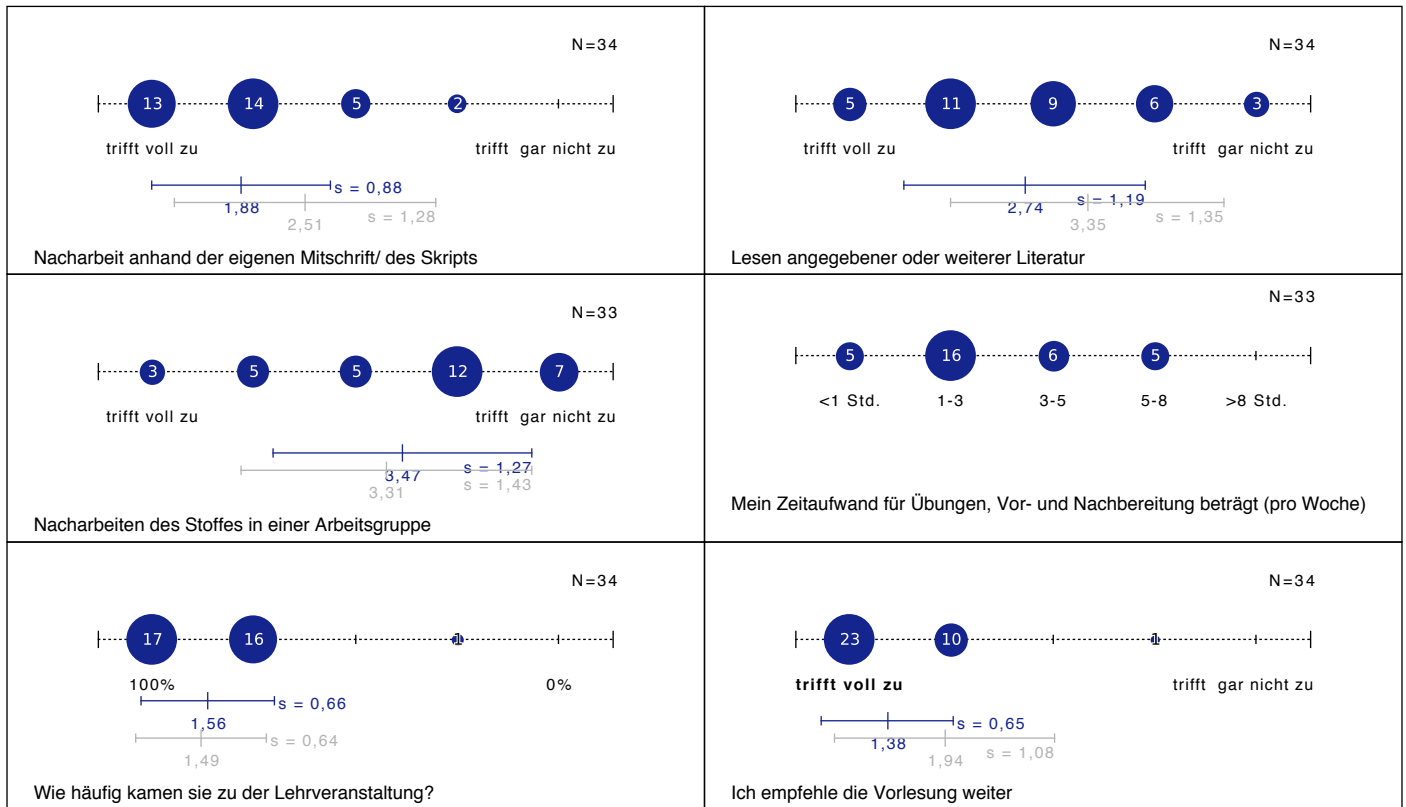 N=34
13 14 5 2
trifft voll zu trifft gar nicht zu
s = 0,88
1,88
s = 1,28
2,51
Nacharbeit anhand der eigenen Mitschrift/ des Skripts
N=34
5 11 9 6 3
trifft voll zu trifft gar nicht zu
s = 1,19
2,74
s = 1,35
3,35
Lesen angegebener oder weiterer Literatur
N=33
3 5 5 12 7
trifft voll zu trifft gar nicht zu
s = 1,27
3,47
s = 1,43
3,31
Nacharbeiten des Stoffes in einer Arbeitsgruppe
N=33
5 16 6 5
<1 Std. 1-3 3-5 5-8 >8 Std.
Mein Zeitaufwand für Übungen, Vor- und Nachbereitung beträgt (pro Woche)
N=34
17 16 1
100% 0%
s = 0,66
1,56
s = 0,64
1,49
Wie häufig kamen sie zu der Lehrveranstaltung?
N=34
23 10 1
trifft voll zu trifft gar nicht zu
s = 0,65
1,38
s = 1,08
1,94
Ich empfehle die Vorlesung weiter